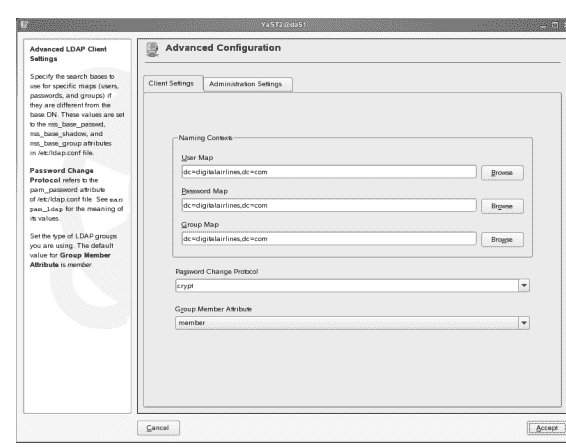 YaST2@da51
Advanced LDAP Client
Settings
Specify the search bases to
use for specific maps (users,
passwords, and groups) if
they are different from the
base DN. These values are set
to the nss_base_passwd,
nss_base_shadow, and
nss_base_group attributes
in /etc/ldap.conf file.
Password Change
Protocol refers to the
pam_password attribute
of /etc/ldap.conf file. See man
pam_ldap for the meaning of
its values.
Set the type of LDAP groups
you are using. The default
value for Group Member
Attribute is member.
Advanced Configuration
Client Settings
Administration Settings
Naming Contexts
User Map
dc=digitalairlines,dc=com
Browse
Password Map
dc=digitalairlines,dc=com
Browse
Group Map
dc=digitalairlines,dc=com
Browse
Password Change Protocol
crypt
Group Member Attribute
member
Cancel
Accept